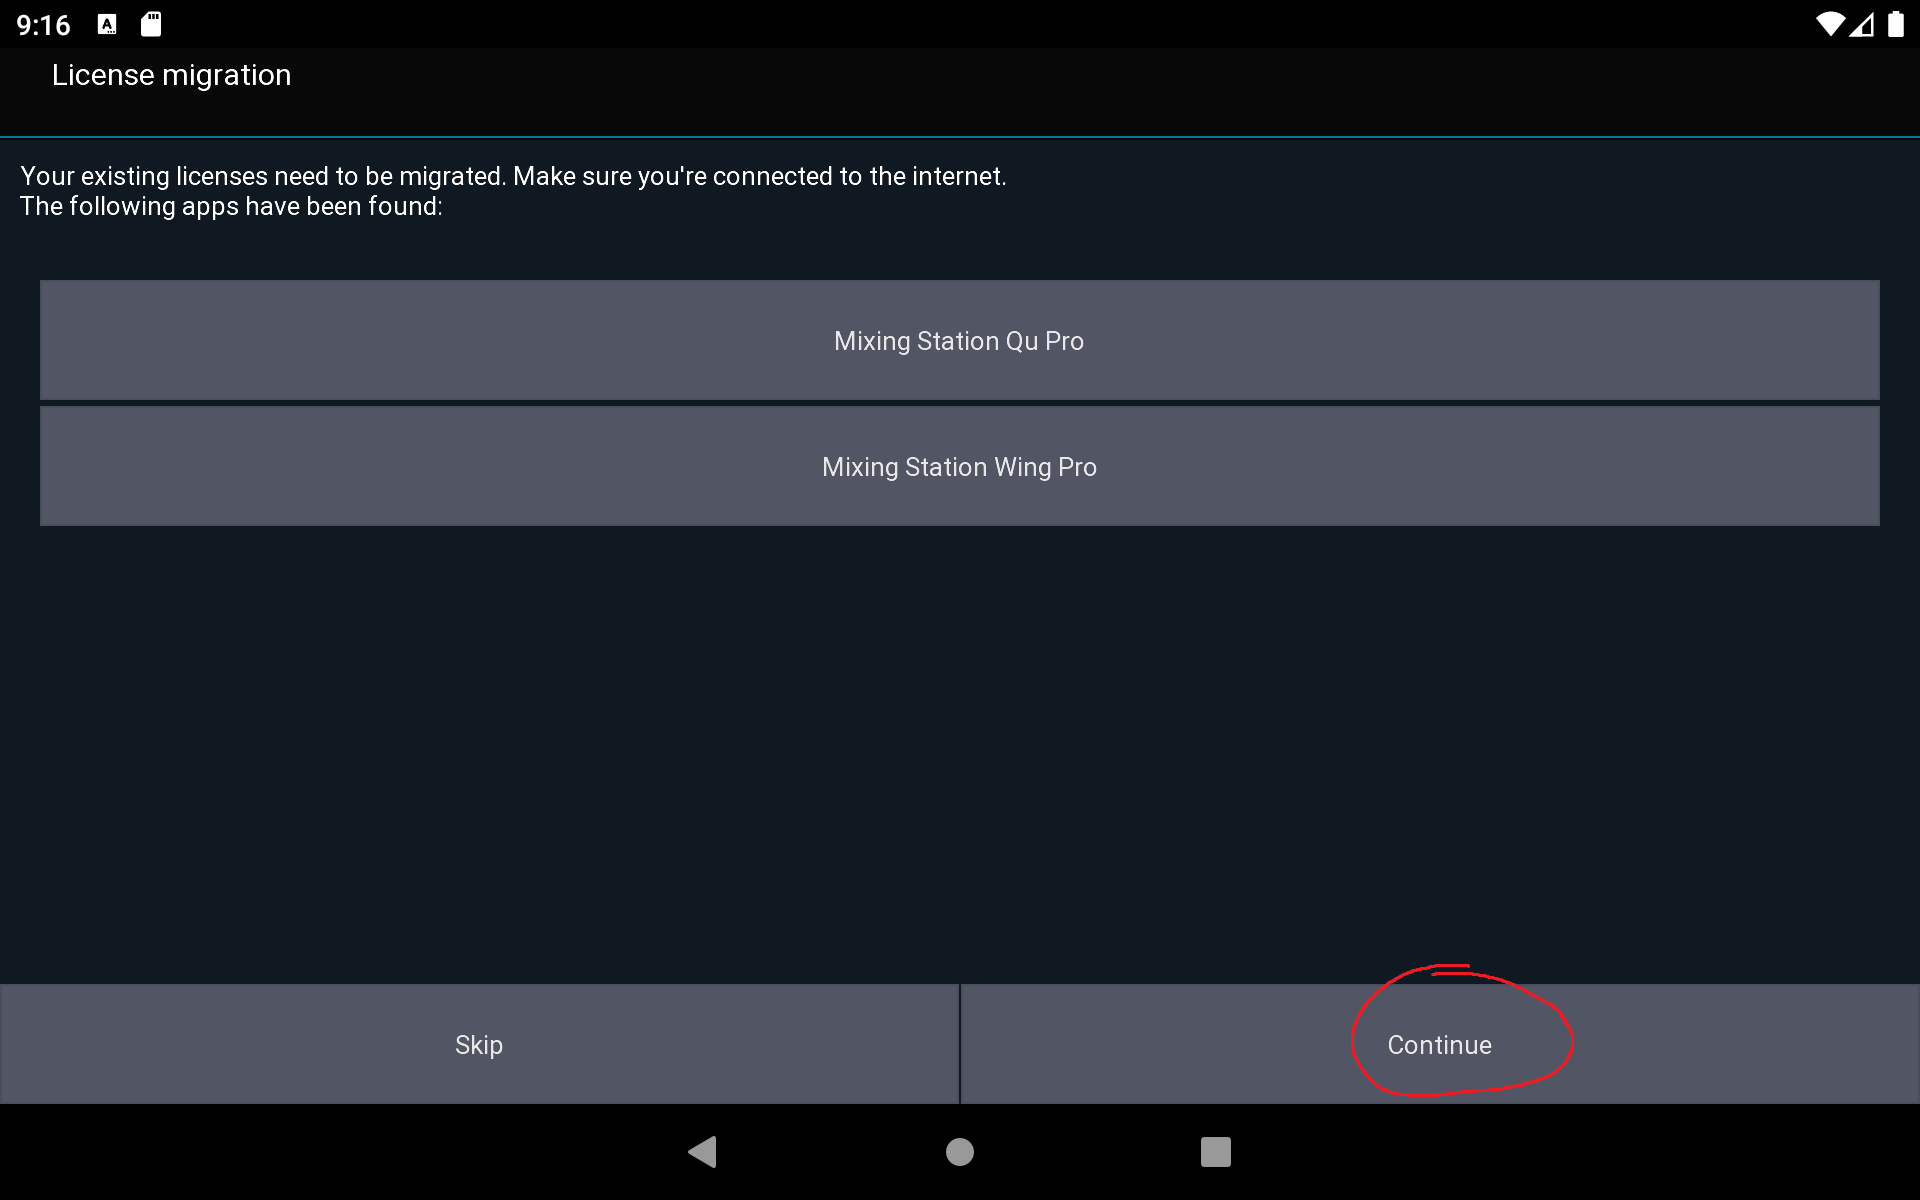 9:16
License migration
Your existing licenses need to be migrated. Make sure you're connected to the internet.
The following apps have been found:
Mixing Station Qu Pro
Mixing Station Wing Pro
Skip
Continue